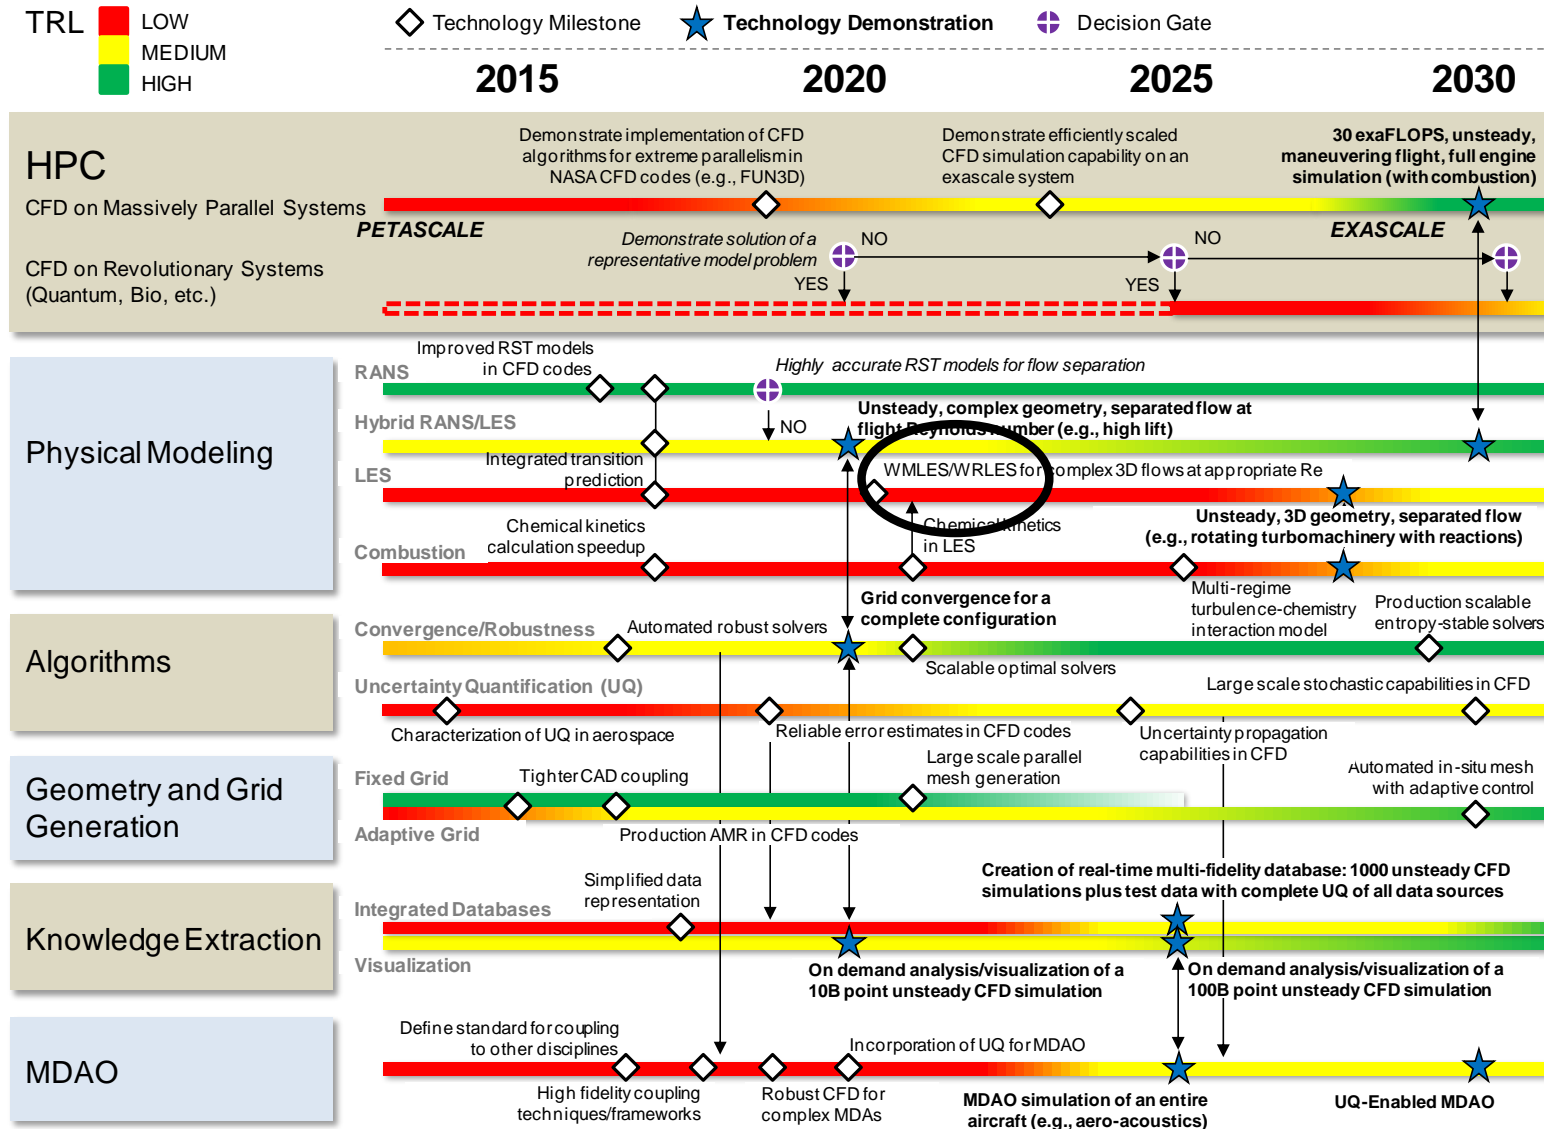 TRL
LOW
MEDIUM
HIGH
Technology Milestone
Technology Demonstration
Decision Gate
2015
2020
2025
2030
HPC
CFD on Massively Parallel Systems
CFD on Revolutionary Systems
(Quantum, Bio, etc.)
Demonstrate implementation of CFD
algorithms for extreme parallelism in
NASA CFD codes (e.g., FUN3D)
Demonstrate efficiently scaled
CFD simulation capability on an
exascale system
30 exaFLOPS, unsteady,
maneuvering flight, full engine
simulation (with combustion)
PETASCALE
EXASCALE
Demonstrate solution of a
representative model problem
NO
YES
NO
YES
Physical Modeling
RANS
Improved RST models
in CFD codes
Highly accurate RST models for flow separation
Hybrid RANS/LES
NO
Unsteady, complex geometry, separated flow at
flight Reynolds number (e.g., high lift)
LES
Integrated transition
prediction
WMLES/WRLES for complex 3D flows at appropriate Re
Unsteady, 3D geometry, separated flow
(e.g., rotating turbomachinery with reactions)
Combustion
Chemical kinetics
calculation speedup
Chemical kinetics
in LES
Multi-regime
turbulence-chemistry
interaction model
Algorithms
Convergence/Robustness
Automated robust solvers
Grid convergence for a
complete configuration
Scalable optimal solvers
Production scalable
entropy-stable solvers
Uncertainty Quantification (UQ)
Characterization of UQ in aerospace
Reliable error estimates in CFD codes
Uncertainty propagation
capabilities in CFD
Large scale stochastic capabilities in CFD
Geometry and Grid
Generation
Fixed Grid
Tighter CAD coupling
Large scale parallel
mesh generation
Automated in-situ mesh
with adaptive control
Adaptive Grid
Production AMR in CFD codes
Knowledge Extraction
Integrated Databases
Simplified data
representation
Creation of real-time multi-fidelity database: 1000 unsteady CFD
simulations plus test data with complete UQ of all data sources
Visualization
On demand analysis/visualization of a
10B point unsteady CFD simulation
On demand analysis/visualization of a
100B point unsteady CFD simulation
MDAO
Define standard for coupling
to other disciplines
High fidelity coupling
techniques/frameworks
Robust CFD for
complex MDAs
Incorporation of UQ for MDAO
MDAO simulation of an entire
aircraft (e.g., aero-acoustics)
UQ-Enabled MDAO